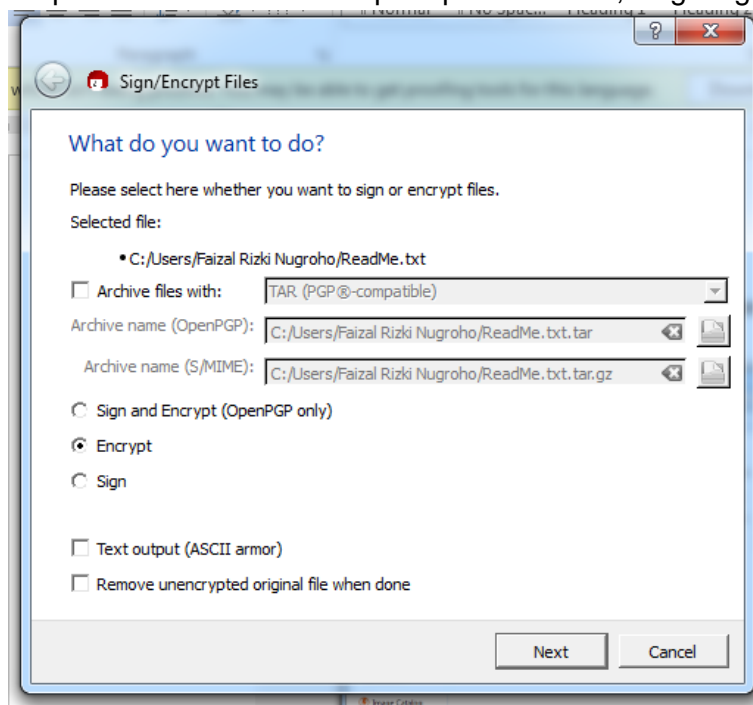 Sign/Encrypt Files
What do you want to do?
Please select here whether you want to sign or encrypt files.
Selected file:
• C:/Users/Faizal Rizki Nugroho/ReadMe.txt
Archive files with: TAR (PGP®-compatible)
Archive name (OpenPGP): C:/Users/Faizal Rizki Nugroho/ReadMe.txt.tar
Archive name (S/MIME): C:/Users/Faizal Rizki Nugroho/ReadMe.txt.tar.gz
Sign and Encrypt (OpenPGP only)
Encrypt
Sign
Text output (ASCII armor)
Remove unencrypted original file when done
Next Cancel